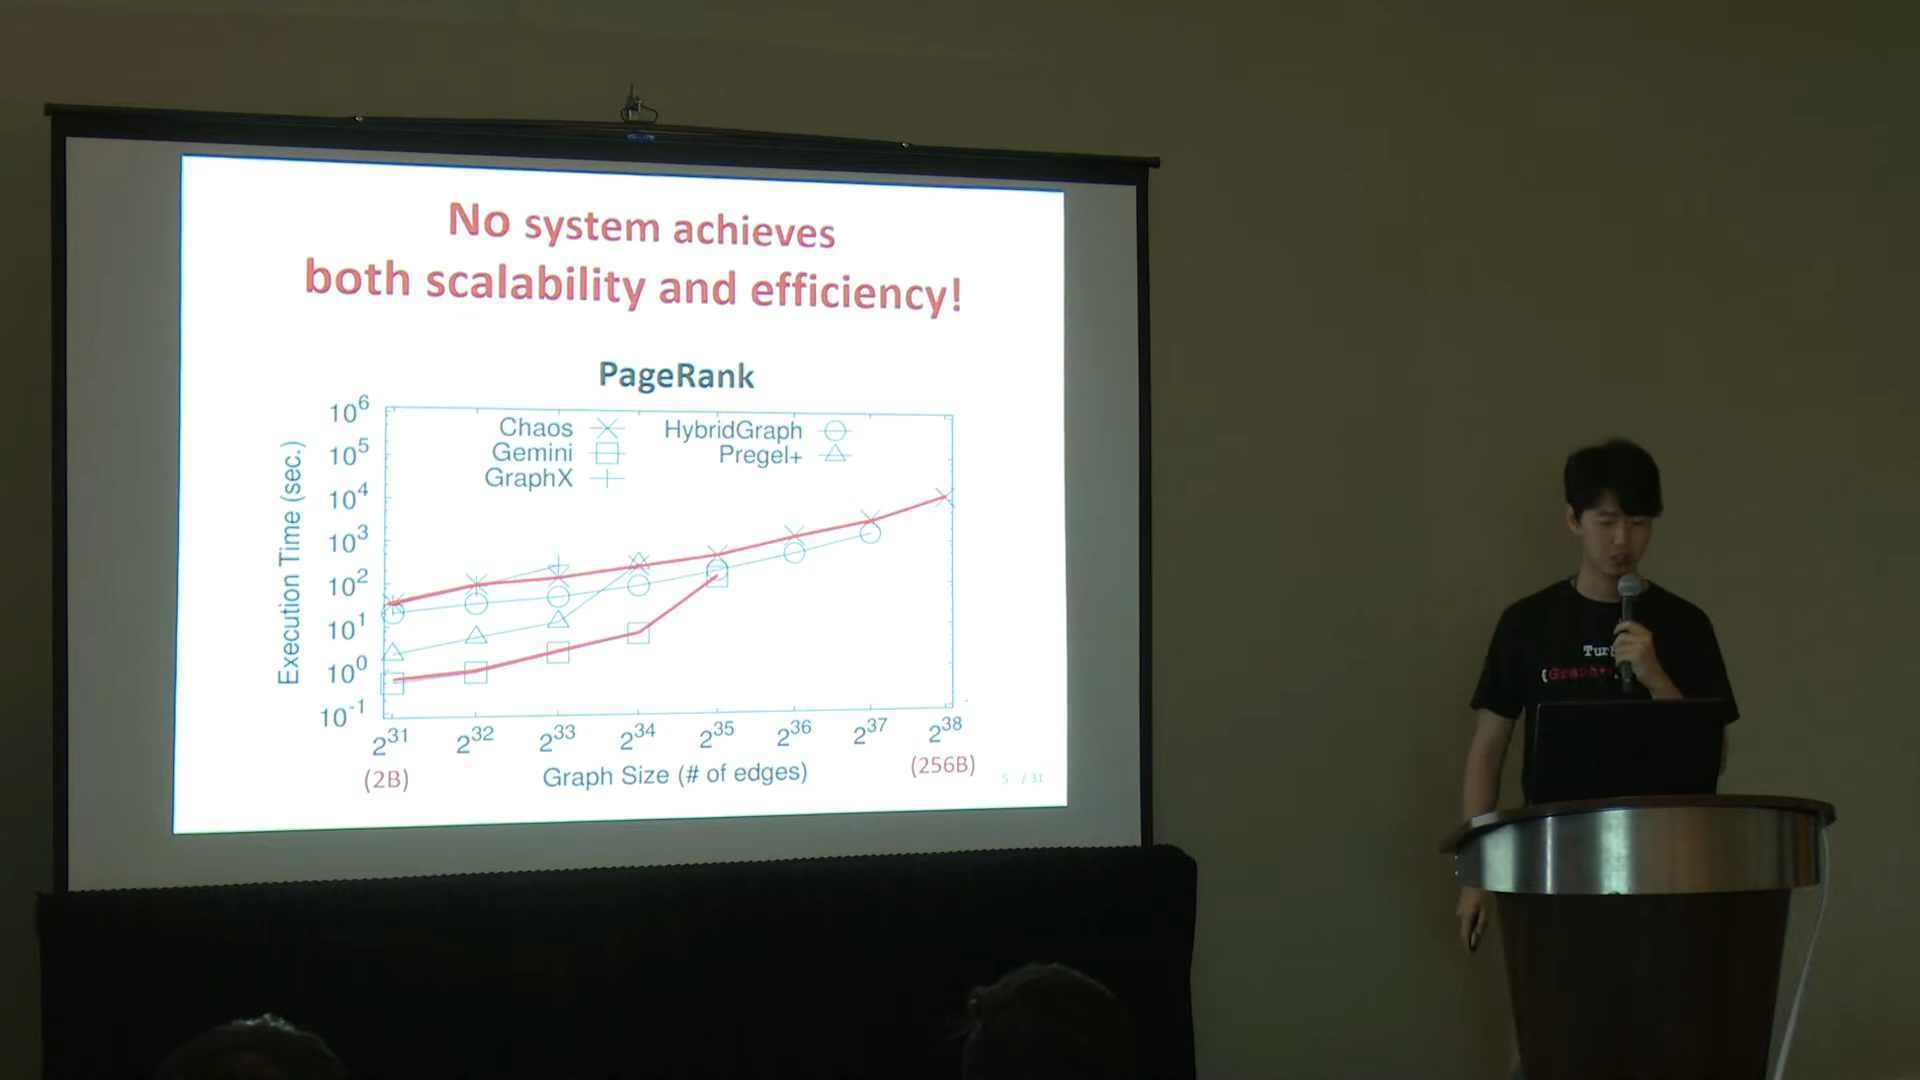 No system achieves
both scalability and efficiency!
PageRank
10^6
10^5
10^4
10^3
10^2
10^1
10^0
10^-1
Execution Time (sec.)
Chaos
Gemini
GraphX
HybridGraph
Pregel+
2^31
2^32
2^33
2^34
2^35
2^36
2^37
2^38
(2B)
Graph Size (# of edges)
(256B)
5 / 31